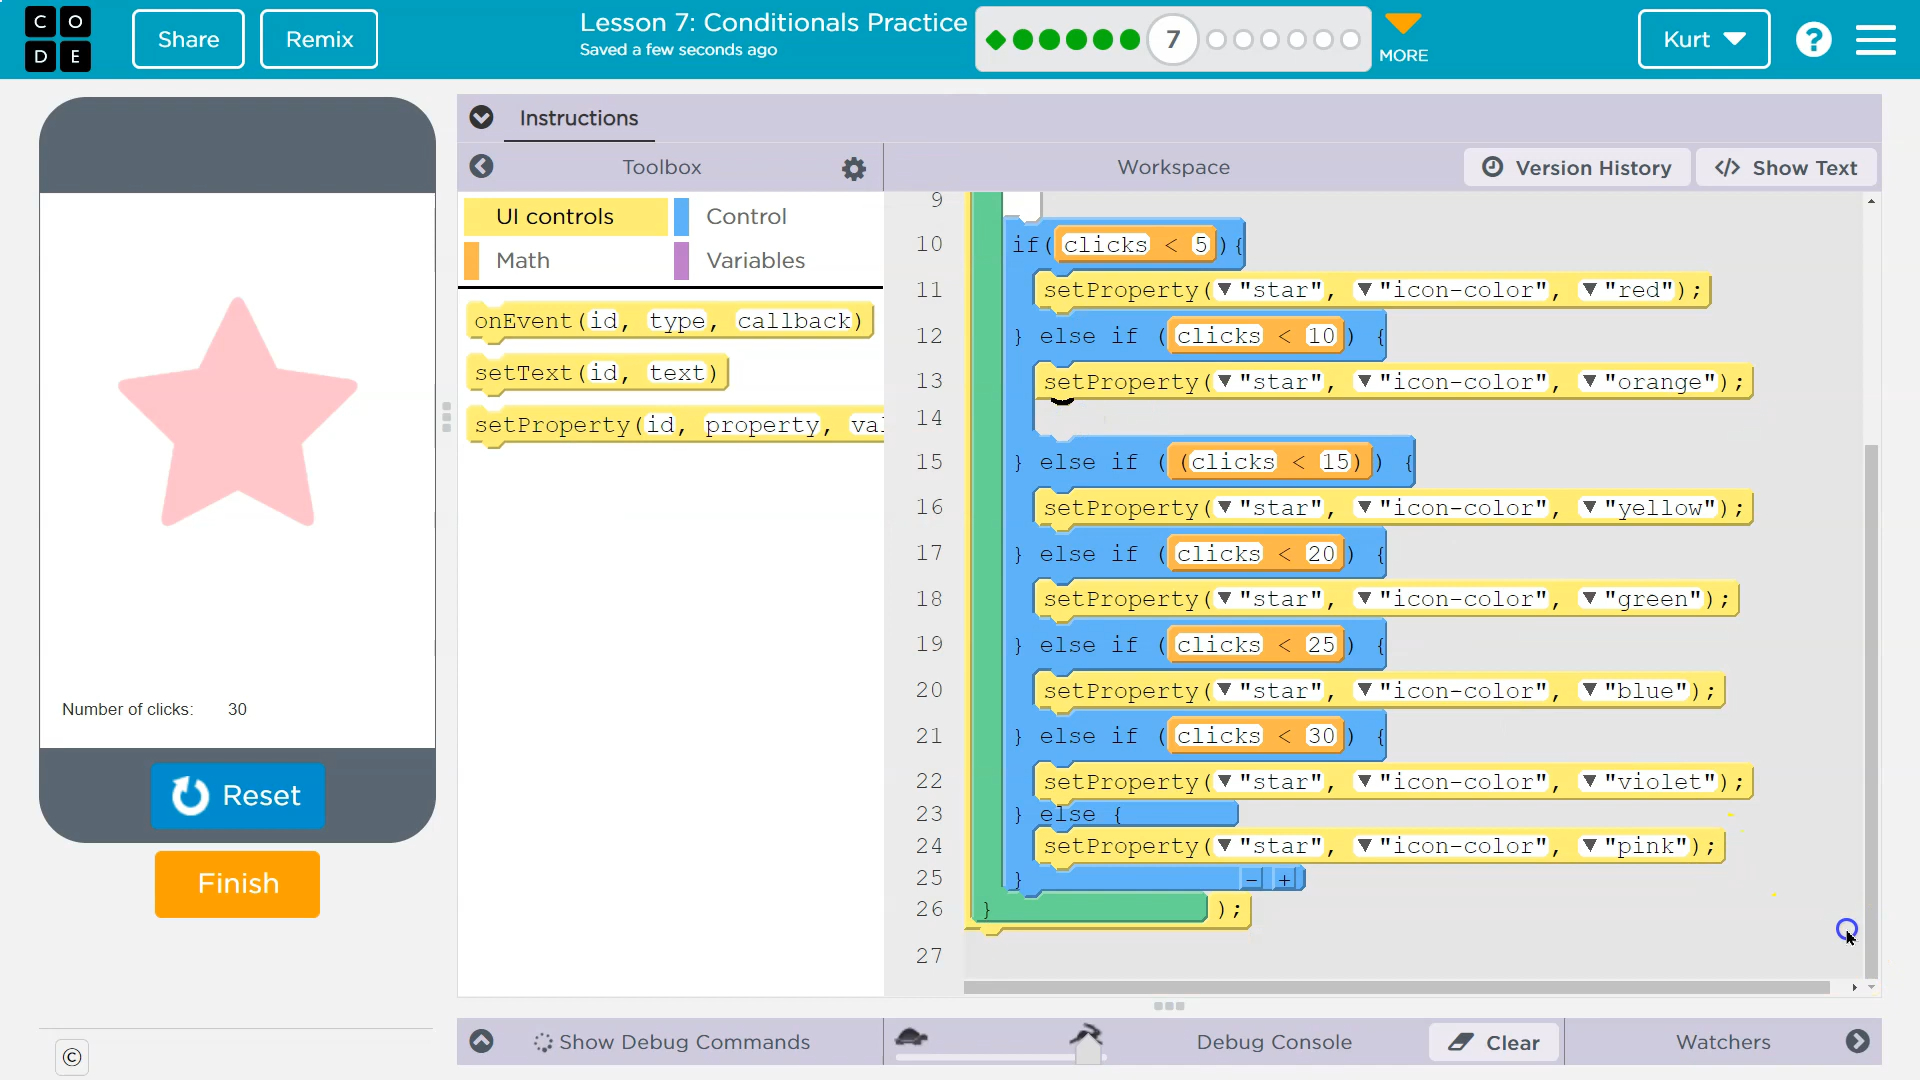 CODE
Share
Remix
Lesson 7: Conditionals Practice
Saved a few seconds ago
7
MORE
Kurt
?
Instructions
Toolbox
Workspace
Version History
</> Show Text
UI controls
Control
Math
Variables
onEvent(id, type, callback)
setText(id, text)
setProperty(id, property, val
9
10 if( clicks < 5 ){
11 setProperty( ▼"star", ▼"icon-color", ▼"red");
12 } else if ( clicks < 10 ) {
13 setProperty( ▼"star", ▼"icon-color", ▼"orange");
14
15 } else if ( (clicks < 15) ) {
16 setProperty( ▼"star", ▼"icon-color", ▼"yellow");
17 } else if ( clicks < 20 ) {
18 setProperty( ▼"star", ▼"icon-color", ▼"green");
19 } else if ( clicks < 25 ) {
20 setProperty( ▼"star", ▼"icon-color", ▼"blue");
21 } else if ( clicks < 30 ) {
22 setProperty( ▼"star", ▼"icon-color", ▼"violet");
23 } else {
24 setProperty( ▼"star", ▼"icon-color", ▼"pink");
25 } - +
26 } );
27
Number of clicks: 30
Reset
Finish
©
Show Debug Commands
Debug Console
Clear
Watchers